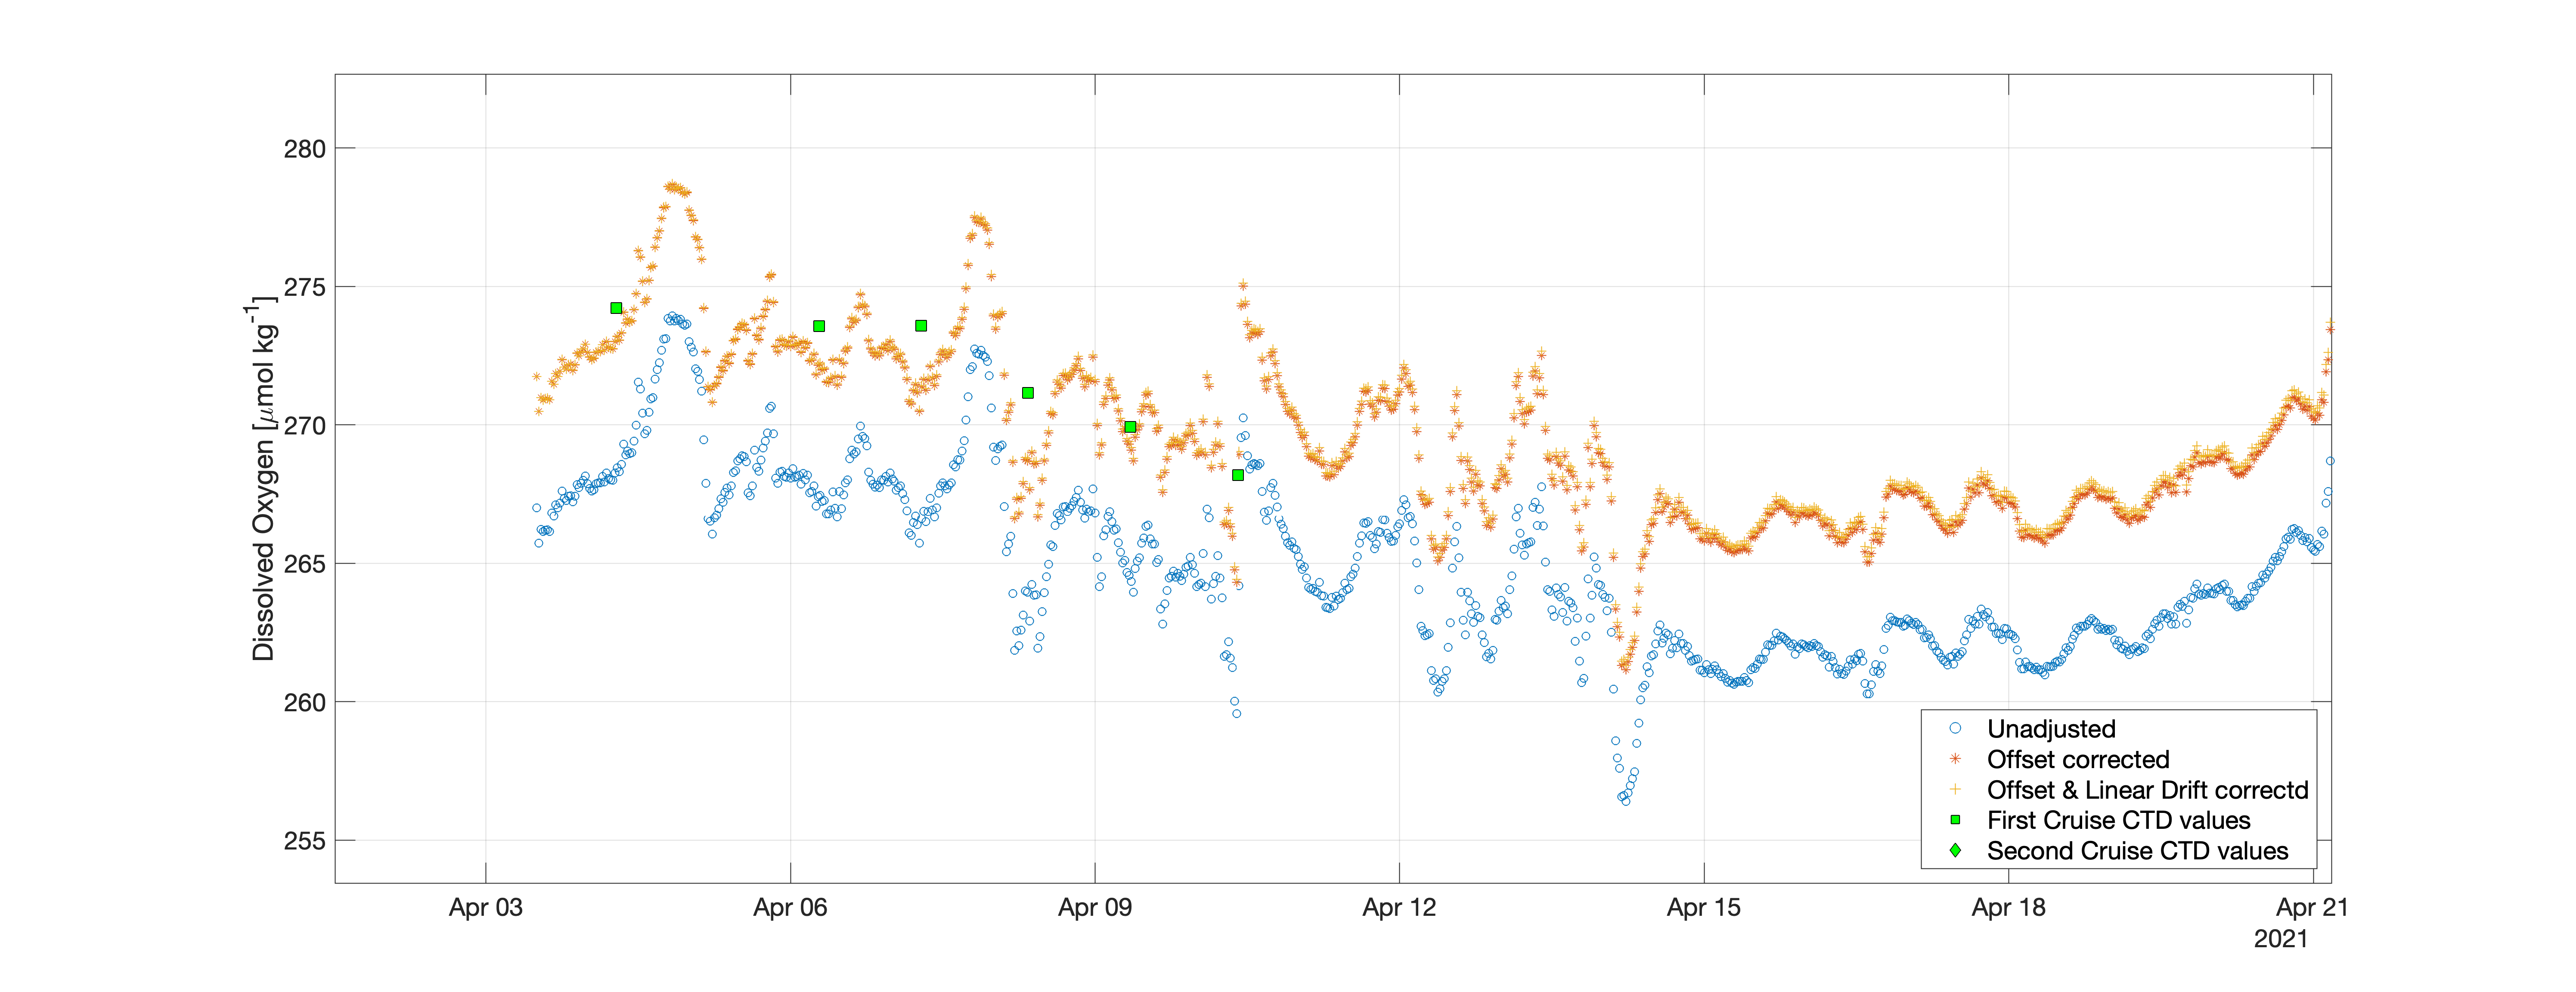 Dissolved Oxygen [μmol kg-1]
280
275
270
265
260
255
Apr 03
Apr 06
Apr 09
Apr 12
Apr 15
Apr 18
Apr 21
2021
Unadjusted
Offset corrected
Offset & Linear Drift correctd
First Cruise CTD values
Second Cruise CTD values